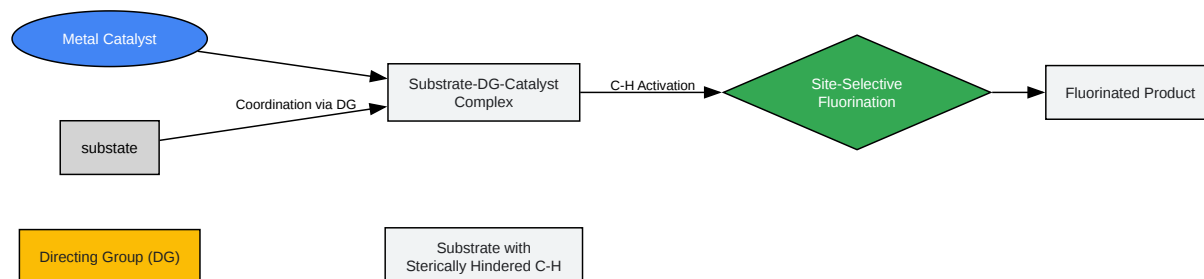 Metal Catalyst
Substrate-DG-Catalyst
Complex
C-H Activation
Site-Selective
Fluorination
Fluorinated Product
Coordination via DG
substate
Directing Group (DG)
Substrate with
Sterically Hindered C-H